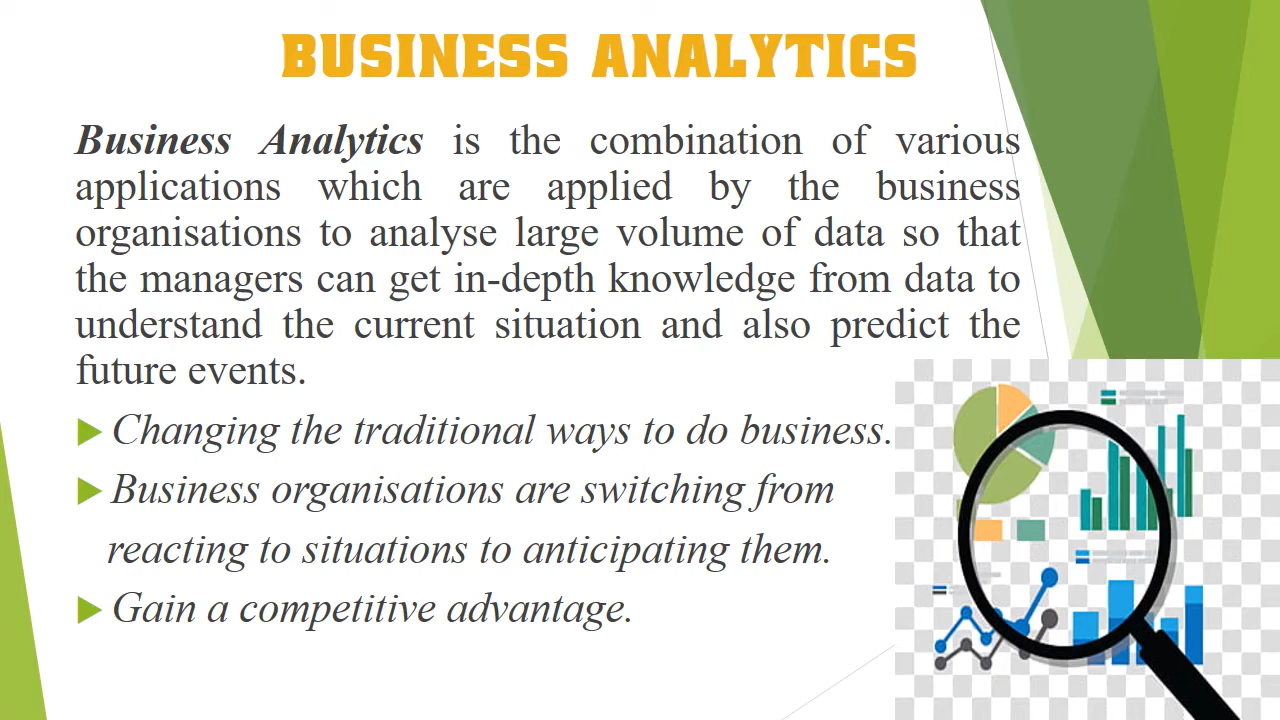 BUSINESS ANALYTICS
Business Analytics is the combination of various
applications which are applied by the business
organisations to analyse large volume of data so that
the managers can get in-depth knowledge from data to
understand the current situation and also predict the
future events.
Changing the traditional ways to do business.
Business organisations are switching from
reacting to situations to anticipating them.
Gain a competitive advantage.